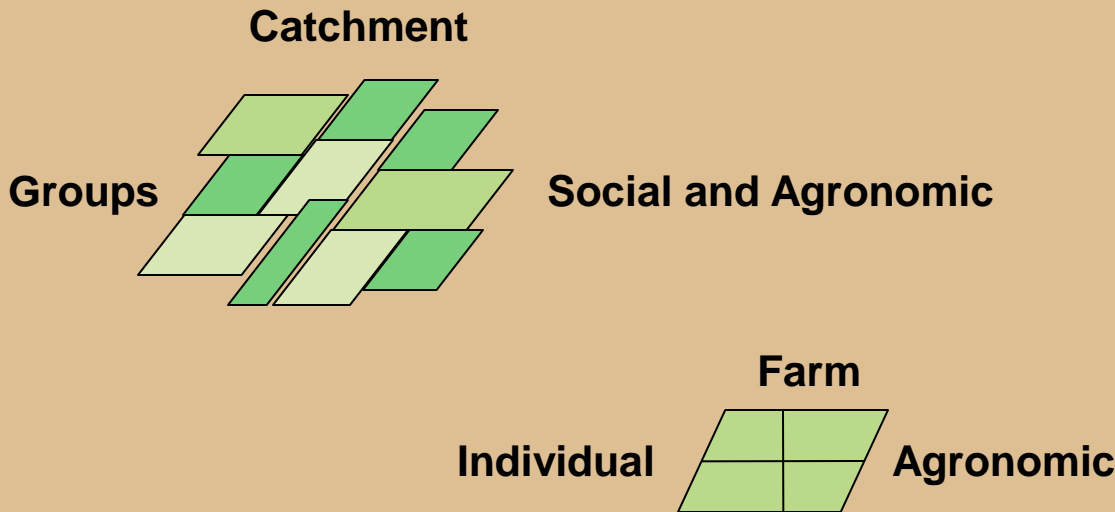 Catchment
Groups
Social and Agronomic
Farm
Individual
Agronomic